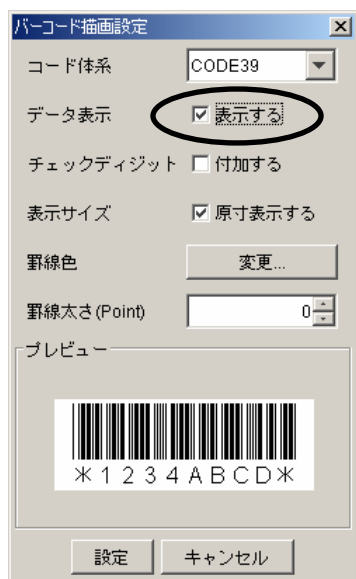 バーコード描画設定
コード体系 CODE39
データ表示 表示する
チェックディジット 付加する
表示サイズ 原寸表示する
罫線色 変更...
罫線太さ(Point) 0
プレビュー
*1234ABCD*
設定 キャンセル